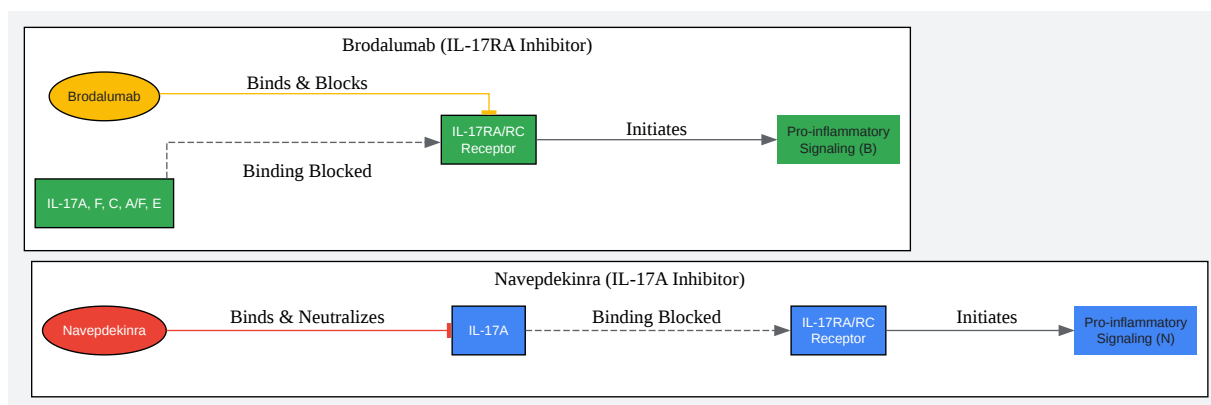 Brodalumab (IL-17RA Inhibitor)
Brodalumab
Binds & Blocks
IL-17RA/RC
Receptor
Initiates
Pro-inflammatory
Signaling (B)
Binding Blocked
IL-17A, F, C, A/F, E
Navepdekinra (IL-17A Inhibitor)
Navepdekinra
Binds & Neutralizes
IL-17A
Binding Blocked
IL-17RA/RC
Receptor
Initiates
Pro-inflammatory
Signaling (N)